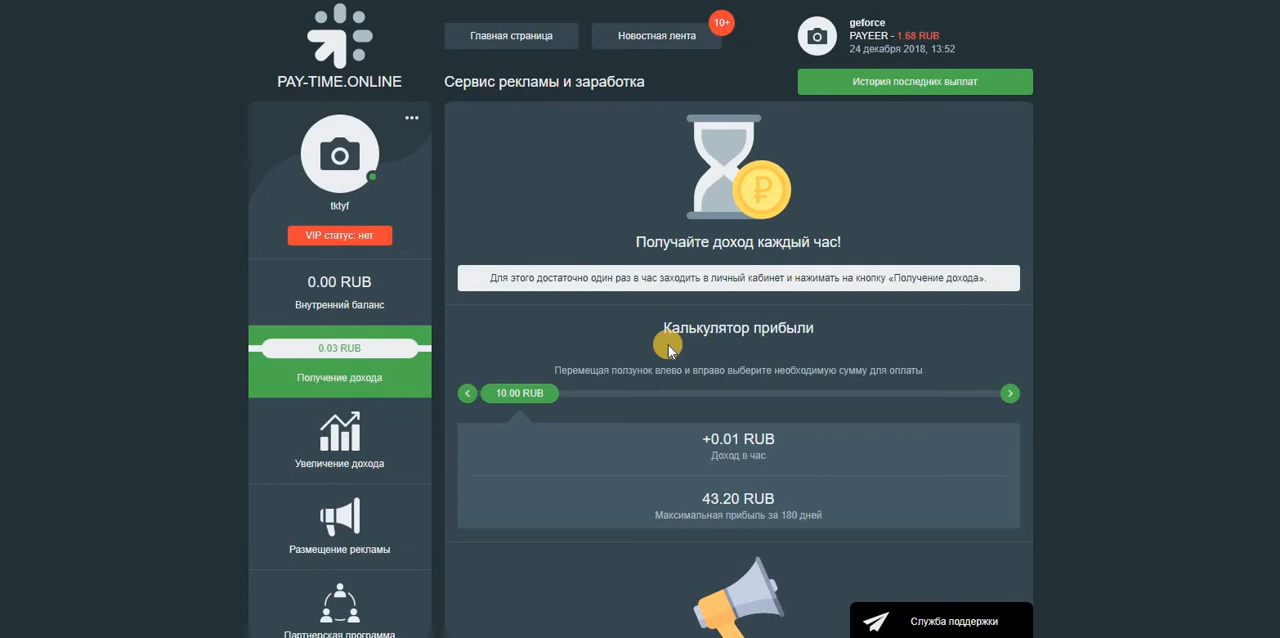 PAY-TIME.ONLINE
Главная страница
Новостная лента
10+
geforce
PAYEER - 1.68 RUB
24 декабря 2018, 13:52
Сервис рекламы и заработка
История последних выплат
tktyf
VIP статус: нет
0.00 RUB
Внутренний баланс
0.03 RUB
Получение дохода
Увеличение дохода
Размещение рекламы
Партнерская программа
₽
Получайте доход каждый час!
Для этого достаточно один раз в час заходить в личный кабинет и нажимать на кнопку «Получение дохода».
Калькулятор прибыли
Перемещая ползунок влево и вправо выберите необходимую сумму для оплаты
10.00 RUB
+0.01 RUB
Доход в час
43.20 RUB
Максимальная прибыль за 180 дней
Служба поддержки